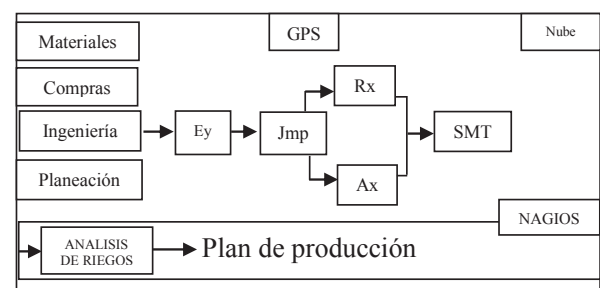 Materiales
GPS
Nube
Compras
Rx
Ingeniería
Ey
Jmp
SMT
Planeación
Ax
NAGIOS
ANALISIS
DE RIEGOS
Plan de producción